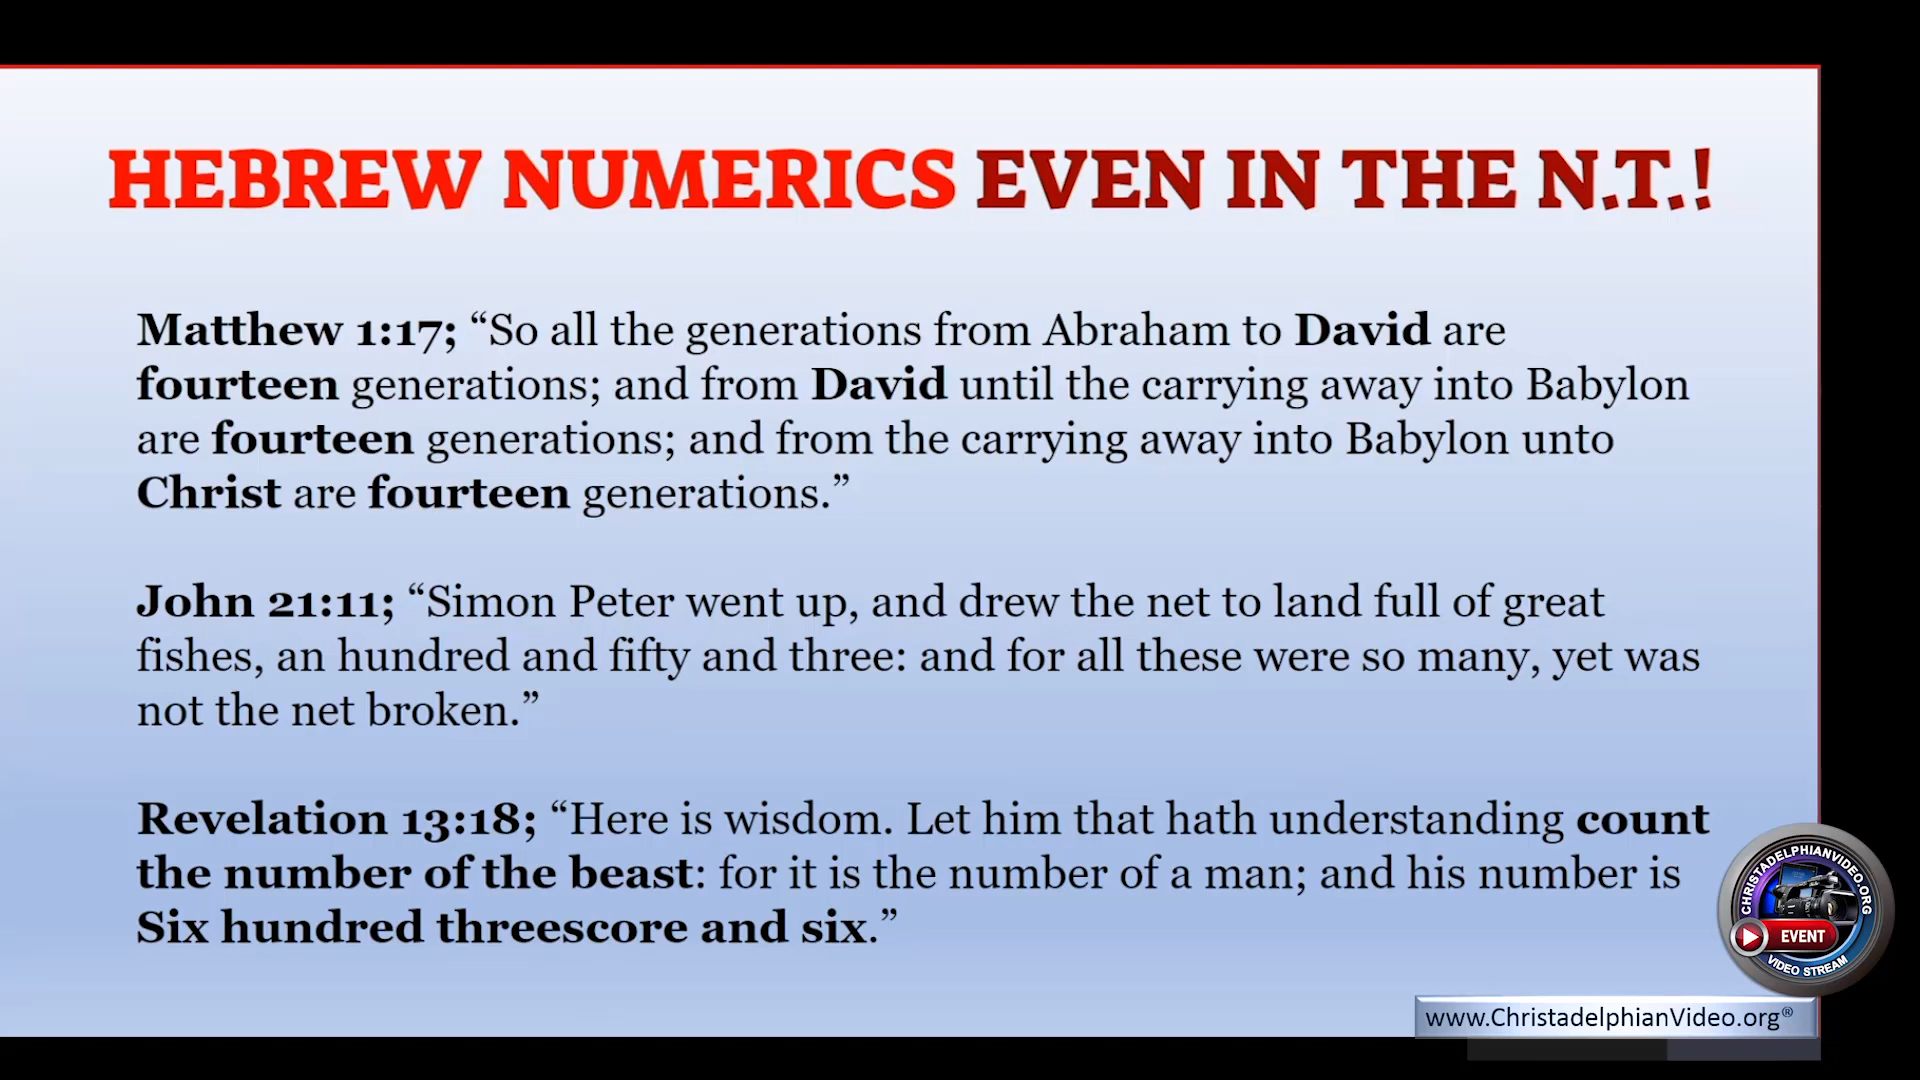 HEBREW NUMERICS EVEN IN THE N.T.!
Matthew 1:17; “So all the generations from Abraham to David are
fourteen generations; and from David until the carrying away into Babylon
are fourteen generations; and from the carrying away into Babylon unto
Christ are fourteen generations.”
John 21:11; “Simon Peter went up, and drew the net to land full of great
fishes, an hundred and fifty and three: and for all these were so many, yet was
not the net broken.”
Revelation 13:18; “Here is wisdom. Let him that hath understanding count
the number of the beast: for it is the number of a man; and his number is
Six hundred threescore and six.”
CHRISTADELPHIANVIDEO.ORG
EVENT
VIDEO STREAM
www.ChristadelphianVideo.org®